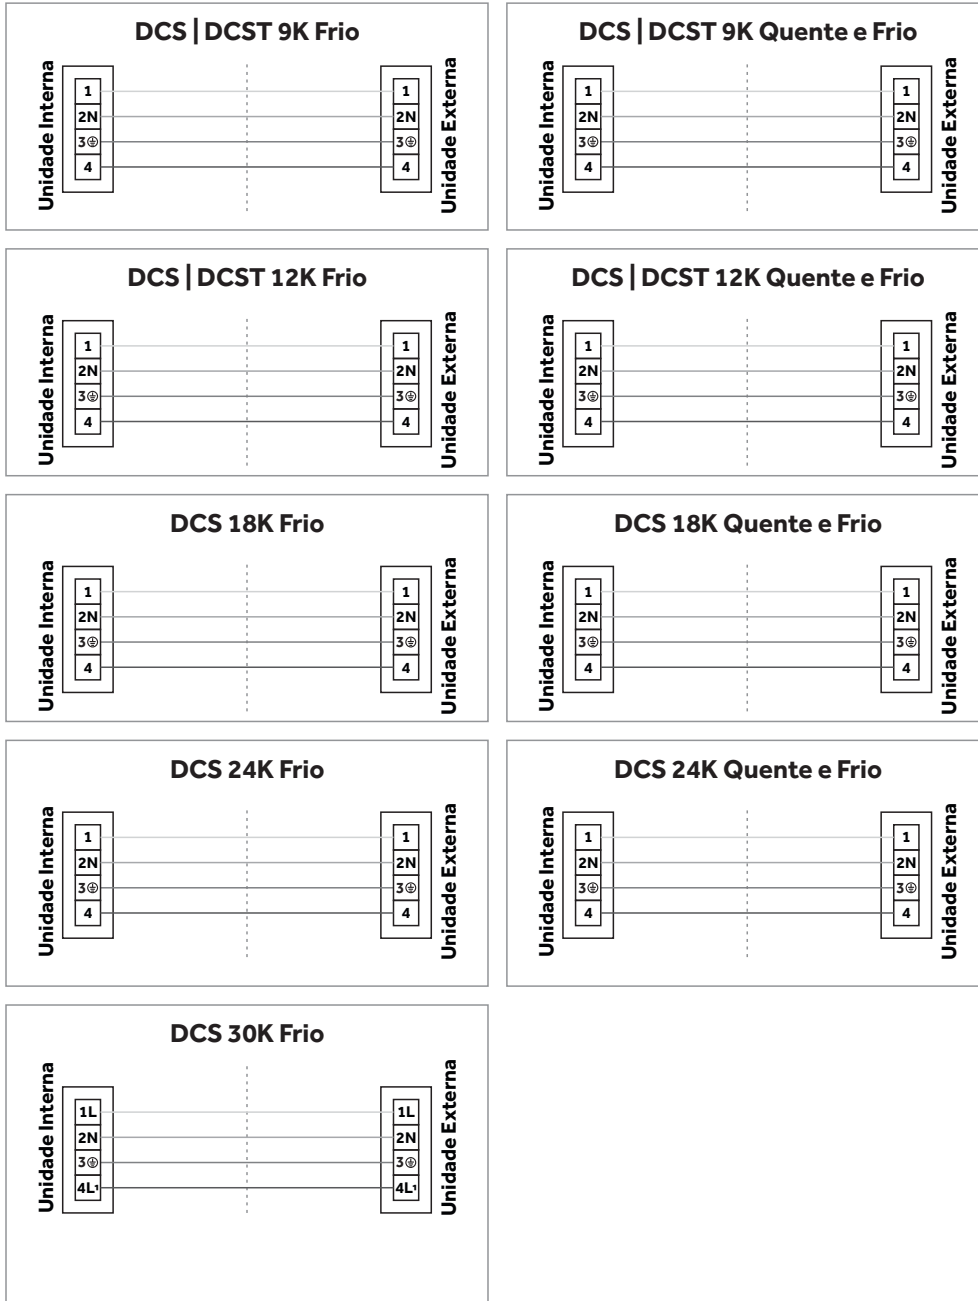 DCS | DCST 9K Frio
Unidade Interna
1
2N
3⏚
4
1
2N
3⏚
4
Unidade Externa
DCS | DCST 9K Quente e Frio
Unidade Interna
1
2N
3⏚
4
1
2N
3⏚
4
Unidade Externa
DCS | DCST 12K Frio
Unidade Interna
1
2N
3⏚
4
1
2N
3⏚
4
Unidade Externa
DCS | DCST 12K Quente e Frio
Unidade Interna
1
2N
3⏚
4
1
2N
3⏚
4
Unidade Externa
DCS 18K Frio
Unidade Interna
1
2N
3⏚
4
1
2N
3⏚
4
Unidade Externa
DCS 18K Quente e Frio
Unidade Interna
1
2N
3⏚
4
1
2N
3⏚
4
Unidade Externa
DCS 24K Frio
Unidade Interna
1
2N
3⏚
4
1
2N
3⏚
4
Unidade Externa
DCS 24K Quente e Frio
Unidade Interna
1
2N
3⏚
4
1
2N
3⏚
4
Unidade Externa
DCS 30K Frio
Unidade Interna
1L
2N
3⏚
4L¹
1L
2N
3⏚
4L¹
Unidade Externa